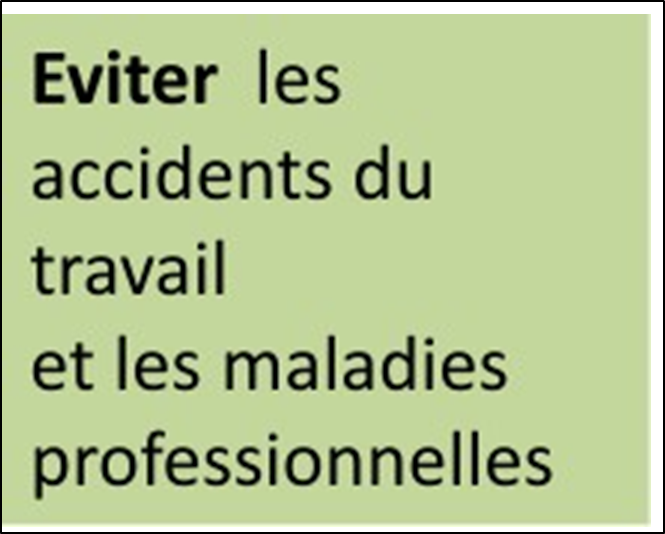 Eviter les
accidents du
travail
et les maladies
professionnelles